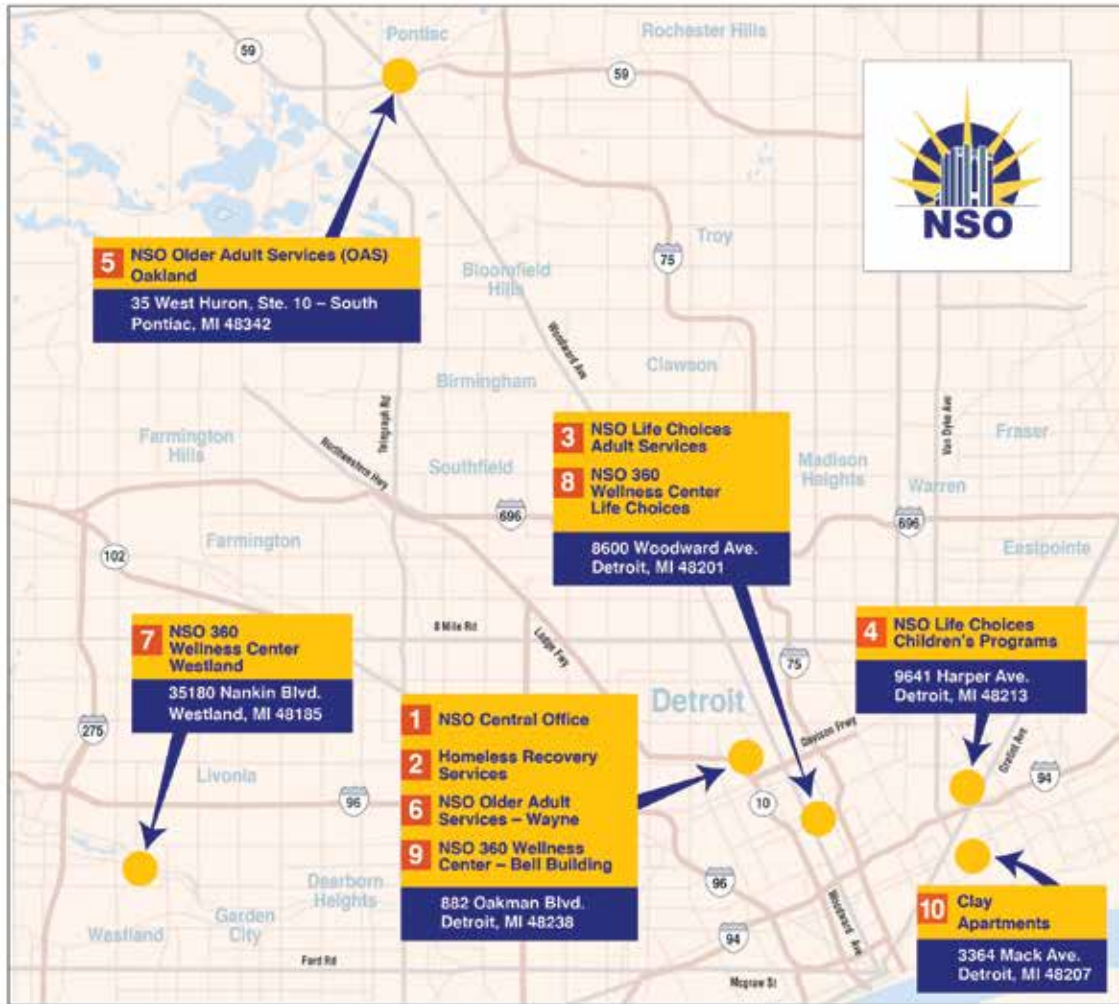 Pontiac
Rochester Hills
59
59
NSO
5 NSO Older Adult Services (OAS)
Oakland
35 West Huron, Ste. 10 – South
Pontiac, MI 48342
75
Troy
Bloomfield
Hills
Woodward Ave
Clawson
Birmingham
Telegraph Rd
Van Dyke Ave
Farmington
Hills
Northwestern Hwy
Southfield
3 NSO Life Choices
Adult Services
8 NSO 360
Wellness Center
Life Choices
8600 Woodward Ave.
Detroit, MI 48201
Madison
Heights
Fraser
Warren
696
696
Eastpointe
102
Farmington
8 Mile Rd
Lodge Fwy
7 NSO 360
Wellness Center
Westland
35180 Nankin Blvd.
Westland, MI 48185
75
4 NSO Life Choices
Children's Programs
9641 Harper Ave.
Detroit, MI 48213
Detroit
1 NSO Central Office
2 Homeless Recovery
Services
6 NSO Older Adult
Services – Wayne
9 NSO 360 Wellness
Center – Bell Building
882 Oakman Blvd.
Detroit, MI 48238
275
Livonia
96
Davison Frwy
Gratiot Ave
94
10
96
94
Woodward Ave
Dearborn
Heights
Garden
City
Westland
Ford Rd
Mcgraw St
10 Clay
Apartments
3364 Mack Ave.
Detroit, MI 48207